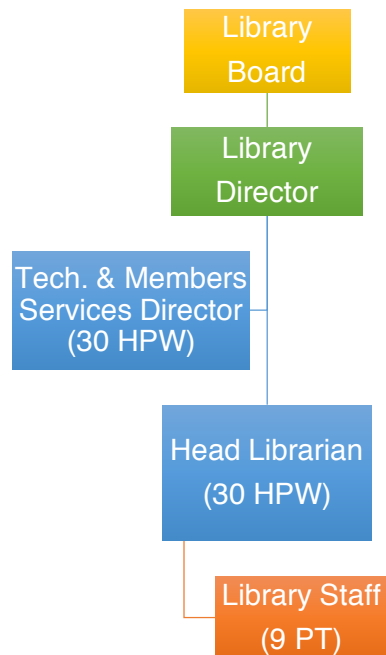 Library
Board
Library
Director
Tech. & Members
Services Director
(30 HPW)
Head Librarian
(30 HPW)
Library Staff
(9 PT)